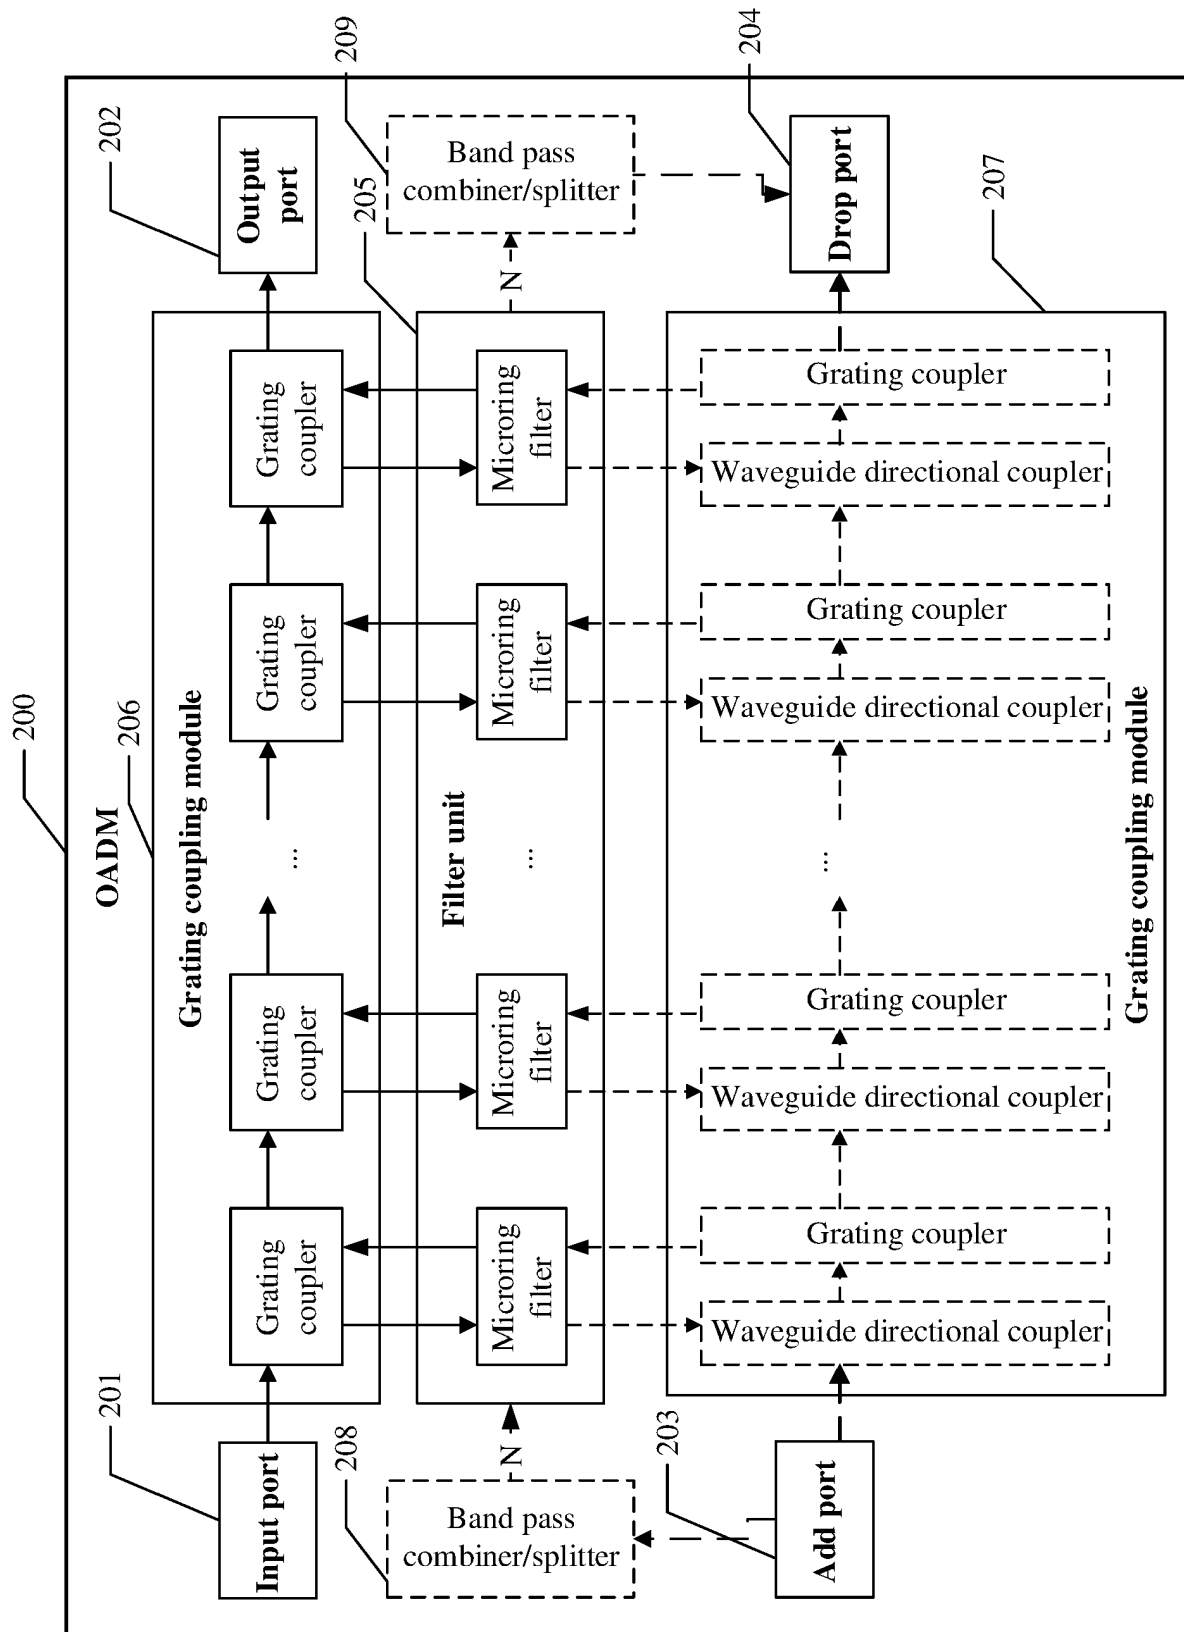 200
OADM
206
Grating coupling module
201
Input port
Grating
coupler
Grating
coupler
...
Grating
coupler
Grating
coupler
Output
port
202
208
Band pass
combiner/splitter
N
Filter unit
205
Microring
filter
Microring
filter
...
Microring
filter
Microring
filter
N
Band pass
combiner/splitter
209
203
Add port
Waveguide directional coupler
Grating coupler
Waveguide directional coupler
Grating coupler
...
Waveguide directional coupler
Grating coupler
Waveguide directional coupler
Grating coupler
Drop port
204
Grating coupling module
207